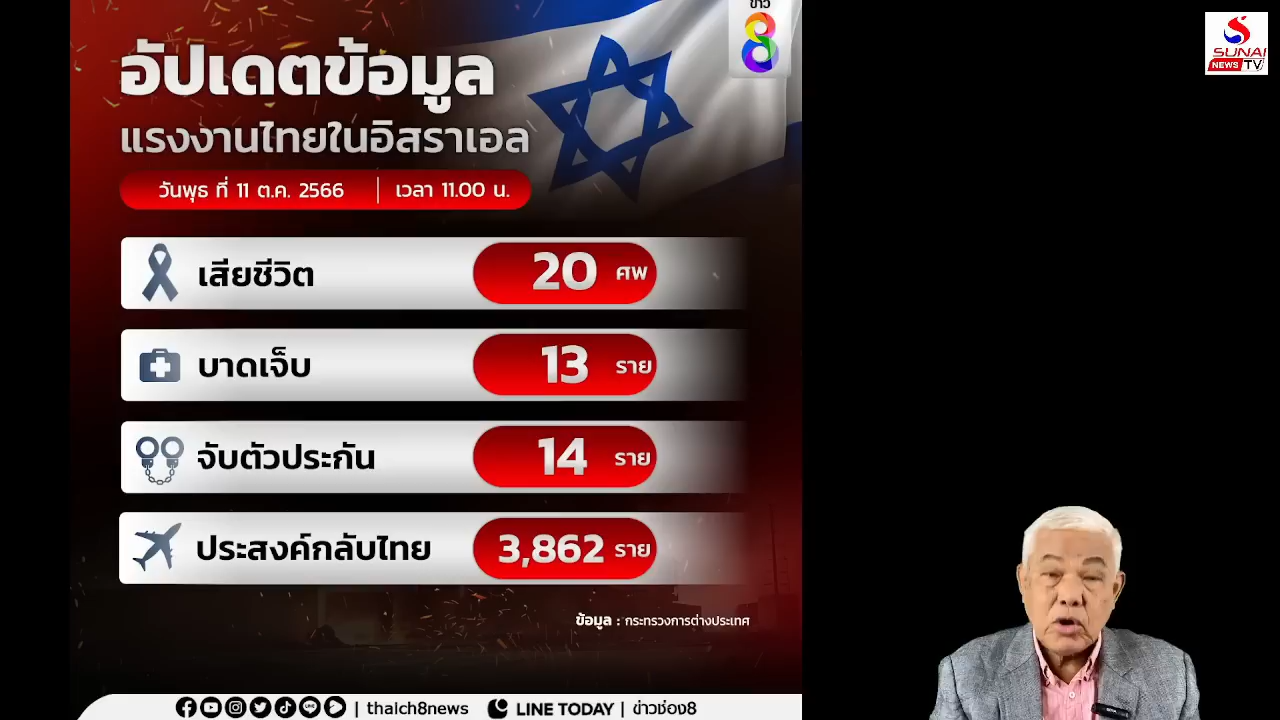 ข่าว
8
SUNAI
NEWS TV
อัปเดตข้อมูล
แรงงานไทยในอิสราเอล
วันพุธ ที่ 11 ต.ค. 2566 | เวลา 11.00 น.
เสียชีวิต 20 ศพ
บาดเจ็บ 13 ราย
จับตัวประกัน 14 ราย
ประสงค์กลับไทย 3,862 ราย
ข้อมูล : กระทรวงการต่างประเทศ
| thaich8news LINE TODAY | ข่าวช่อง8